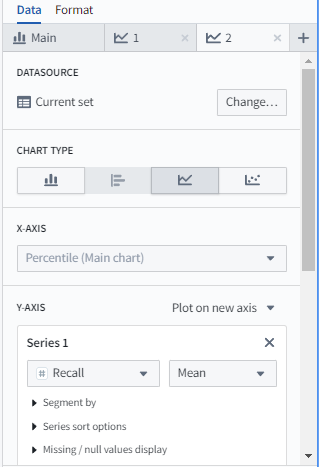 Data Format
Main 1 2
DATASOURCE
Current set Change...
CHART TYPE
X-AXIS
Percentile (Main chart)
Y-AXIS Plot on new axis
Series 1
# Recall Mean
Segment by
Series sort options
Missing / null values display